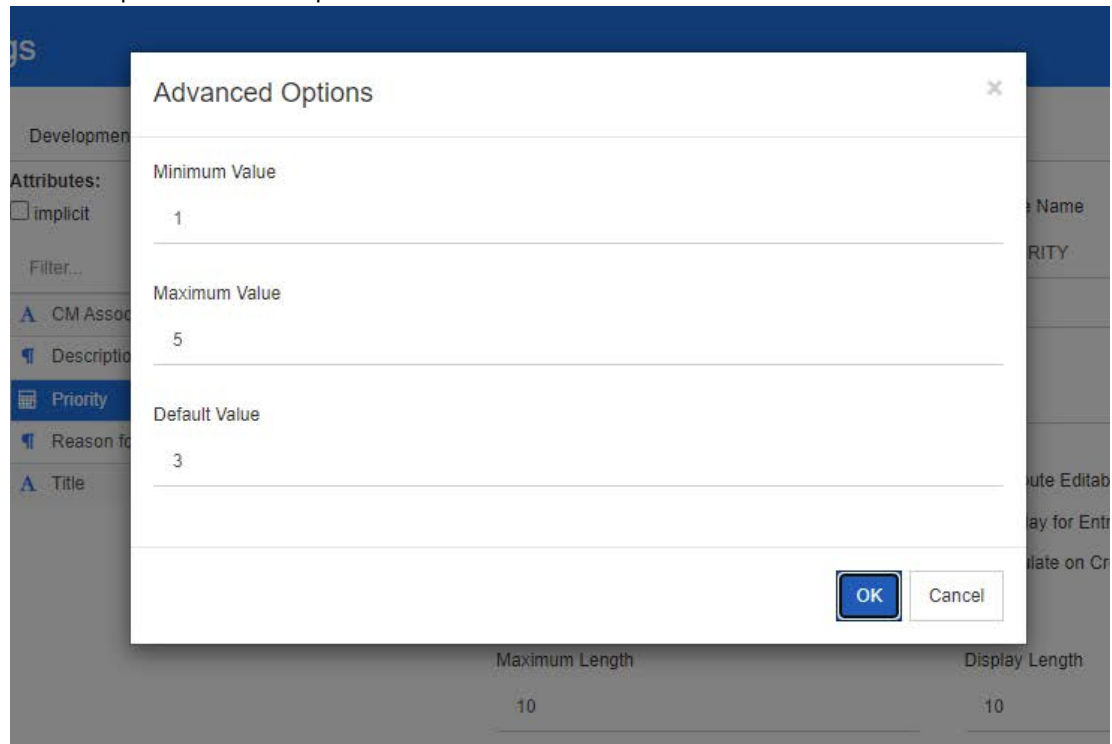 gs
Advanced Options
×
Developmen
Attributes:
implicit
Filter...
CM Assoc
Descriptio
Priority
Reason fo
Title
Minimum Value
1
Maximum Value
5
Default Value
3
OK Cancel
e Name
RITY
ute Editab
lay for Entr
ulate on Cr
Maximum Length Display Length
10 10